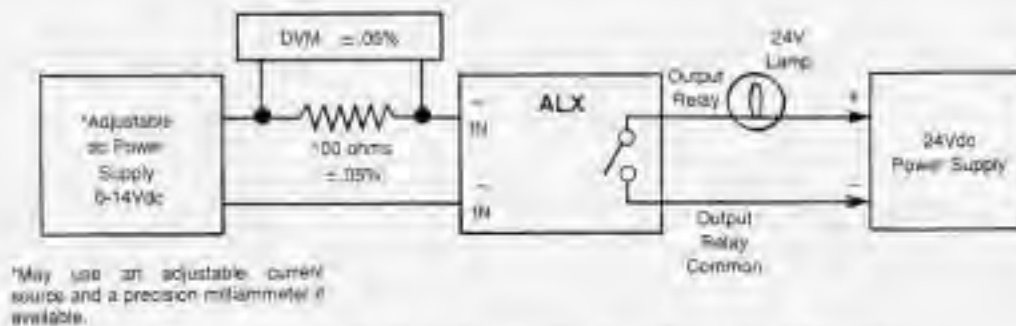 DVM ±.05%
*Adjustable
dc Power
Supply
0-14Vdc
100 ohms
±.05%
IN
ALX
IN
Output
Relay
24V
Lamp
+
24Vdc
Power Supply
−
Output
Relay
Common
*May use an adjustable current
source and a precision milliammeter if
available.